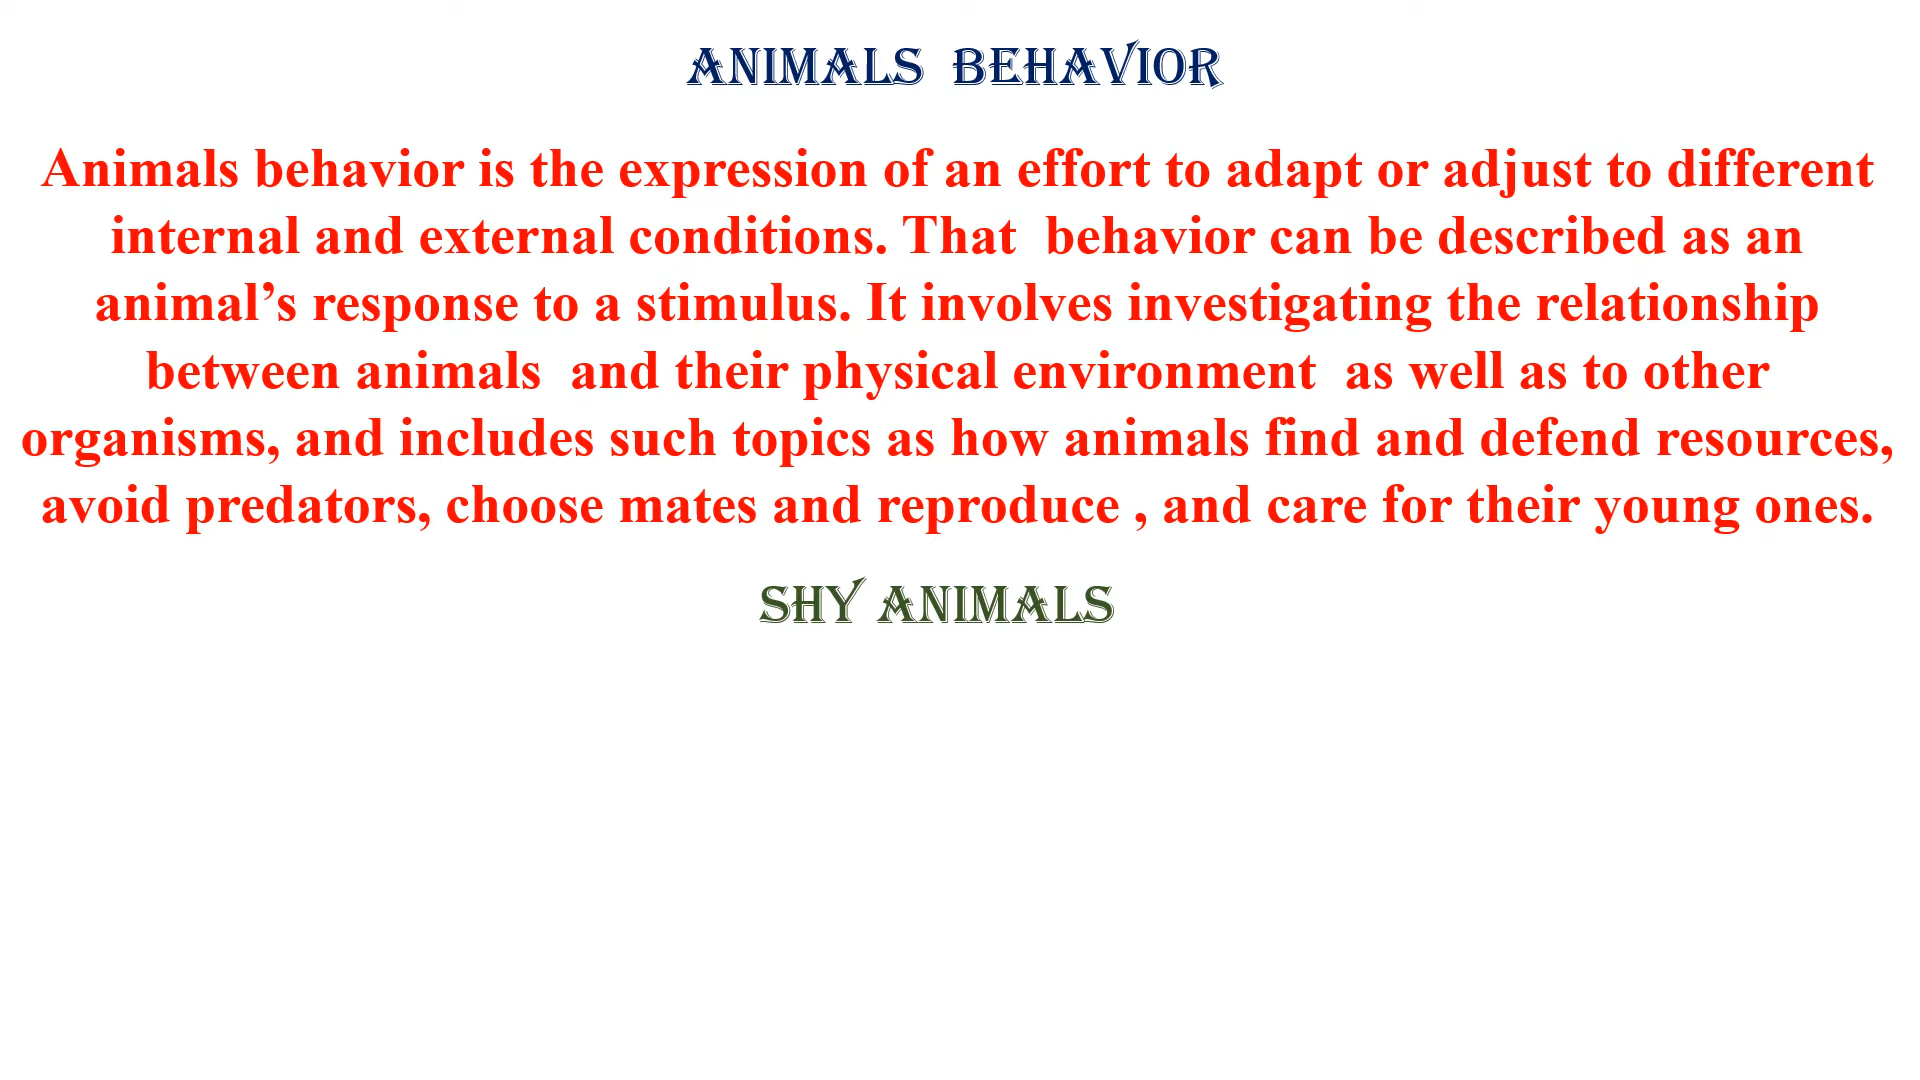 ANIMALS BEHAVIOR
Animals behavior is the expression of an effort to adapt or adjust to different
internal and external conditions. That behavior can be described as an
animal’s response to a stimulus. It involves investigating the relationship
between animals and their physical environment as well as to other
organisms, and includes such topics as how animals find and defend resources,
avoid predators, choose mates and reproduce , and care for their young ones.
SHY ANIMALS